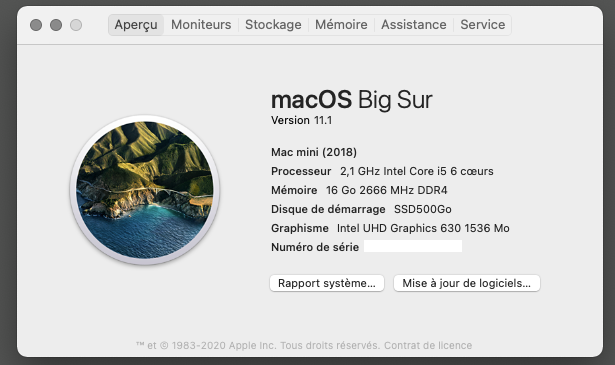 Aperçu Moniteurs Stockage Mémoire Assistance Service
macOS Big Sur
Version 11.1
Mac mini (2018)
Processeur 2,1 GHz Intel Core i5 6 cœurs
Mémoire 16 Go 2666 MHz DDR4
Disque de démarrage SSD500Go
Graphisme Intel UHD Graphics 630 1536 Mo
Numéro de série
Rapport système... Mise à jour de logiciels...
™ et © 1983-2020 Apple Inc. Tous droits réservés. Contrat de licence